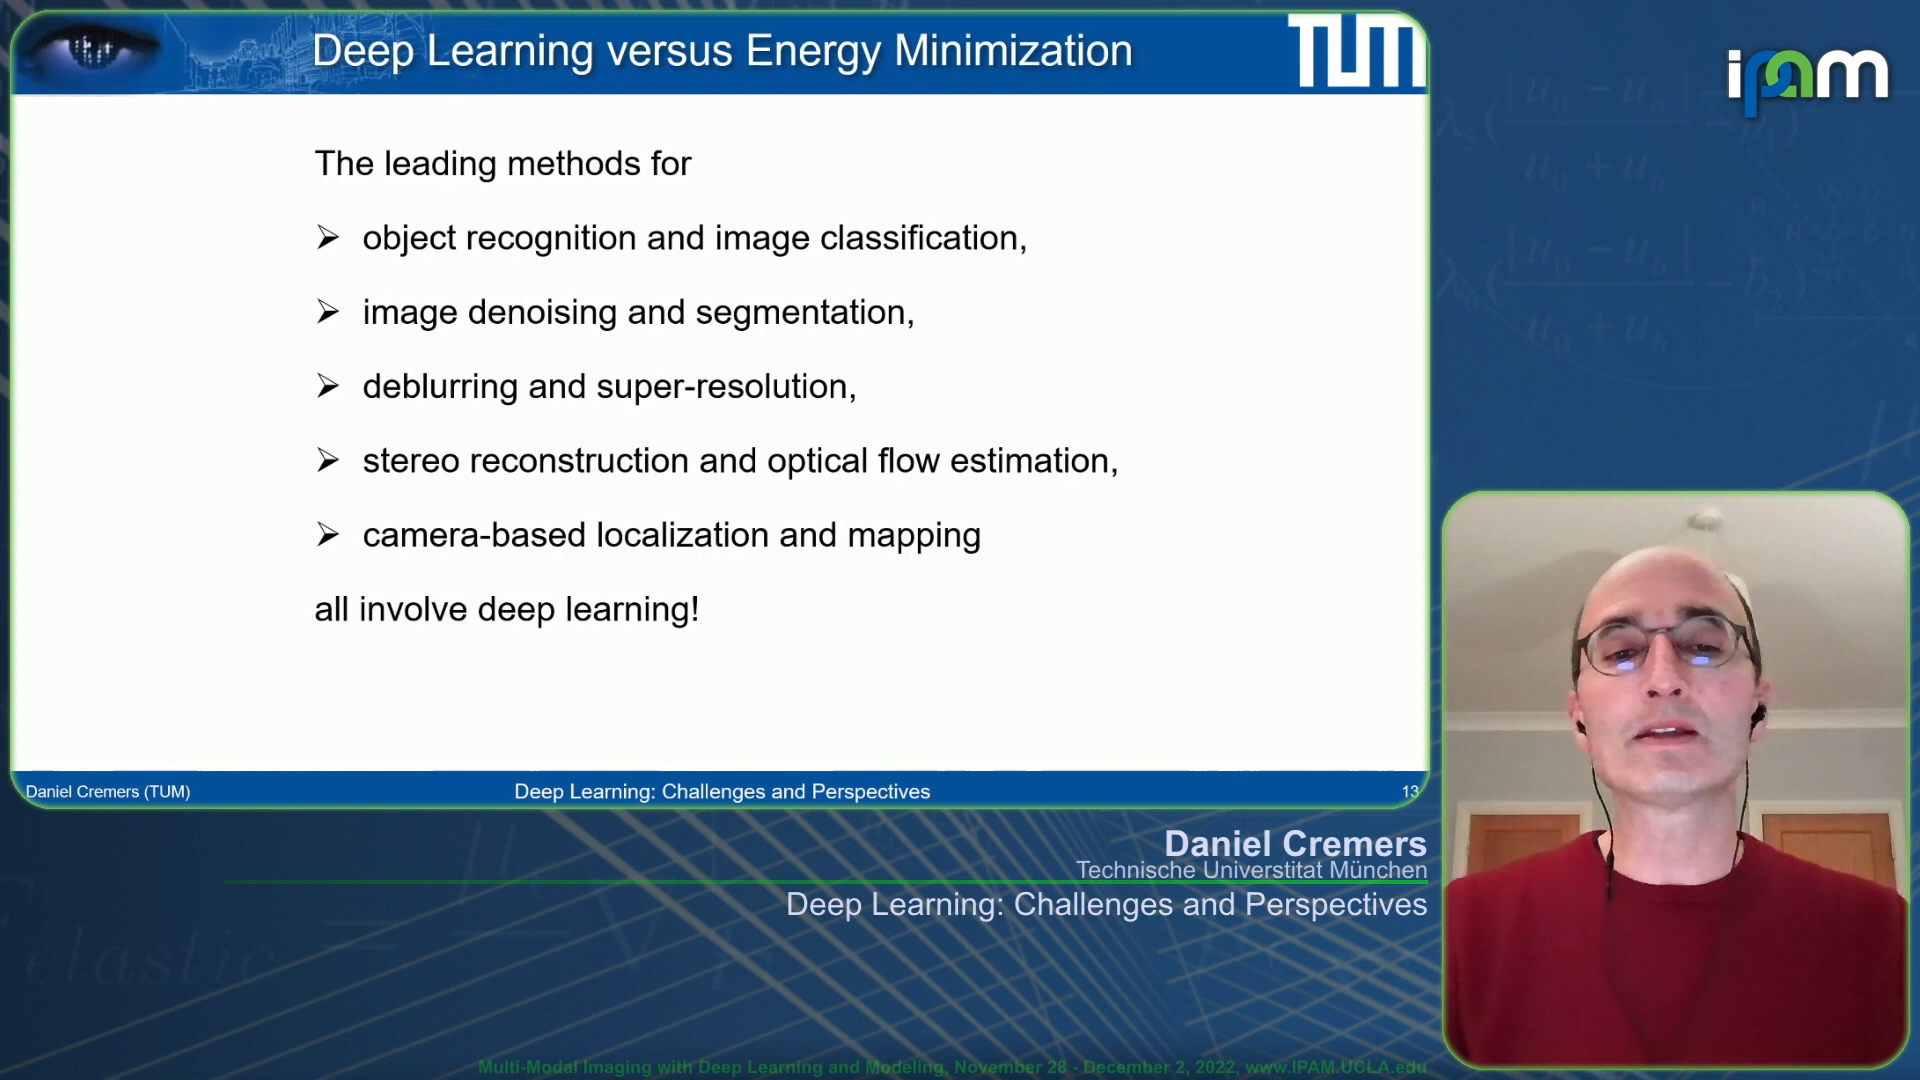 Deep Learning versus Energy Minimization
TUM
ipam
The leading methods for
➢ object recognition and image classification,
➢ image denoising and segmentation,
➢ deblurring and super-resolution,
➢ stereo reconstruction and optical flow estimation,
➢ camera-based localization and mapping
all involve deep learning!
Daniel Cremers (TUM)
Deep Learning: Challenges and Perspectives
13
Daniel Cremers
Technische Universtitat München
Deep Learning: Challenges and Perspectives
Multi-Modal Imaging with Deep Learning and Modeling, November 28 - December 2, 2022, www.IPAM.UCLA.edu